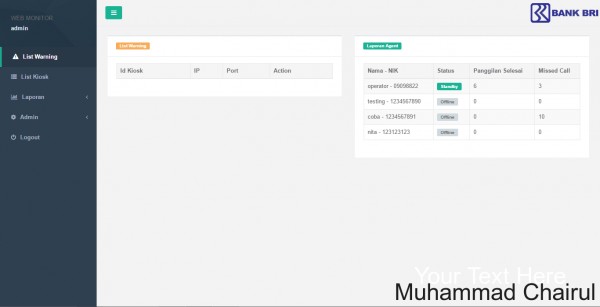 WEB MONITOR
admin
List Warning
List Kiosk
Laporan
Admin
Logout
BANK BRI
List Warning
Id Kiosk IP Port Action
Laporan Agent
Nama - NIK Status Panggilan Selesai Missed Call
operator - 09098822 Standby 6 3
testing - 1234567890 Offline 0 0
coba - 1234567891 Offline 0 10
nita - 123123123 Offline 0 0
Your Text Here
Muhammad Chairul